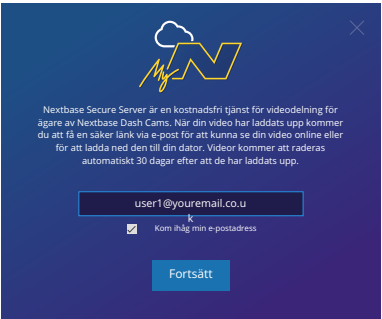 My N
Nextbase Secure Server är en kostnadsfri tjänst för videodelning för
ägare av Nextbase Dash Cams. När din video har laddats upp kommer
du att få en säker länk via e-post för att kunna se din video online eller
för att ladda ned den till din dator. Videor kommer att raderas
automatiskt 30 dagar efter att de har laddats upp.
user1@youremail.co.u
k
Kom ihåg min e-postadress
Fortsätt